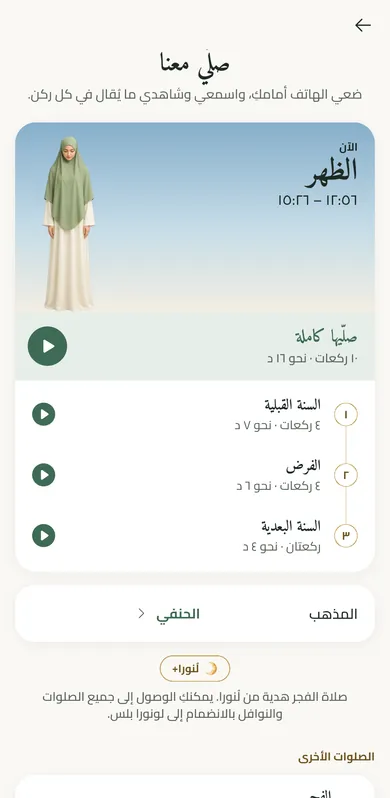 صلي معنا
ضعي الهاتف أمامكِ، واسمعي وشاهدي ما يُقال في كل ركن.
الآن
الظهر
١٢:٥٦ – ١٥:٢٦
صلّيها كاملة
١٠ ركعات · نحو ١٦ د
١
السنة القبلية
٤ ركعات · نحو ٧ د
٢
الفرض
٤ ركعات · نحو ٦ د
٣
السنة البعدية
ركعتان · نحو ٤ د
المذهب
الحنفي
لُنورا+
صلاة الفجر هدية من لُنورا. يمكنكِ الوصول إلى جميع الصلوات
والنوافل بالانضمام إلى لونورا بلس.
الصلوات الأخرى
الفجر